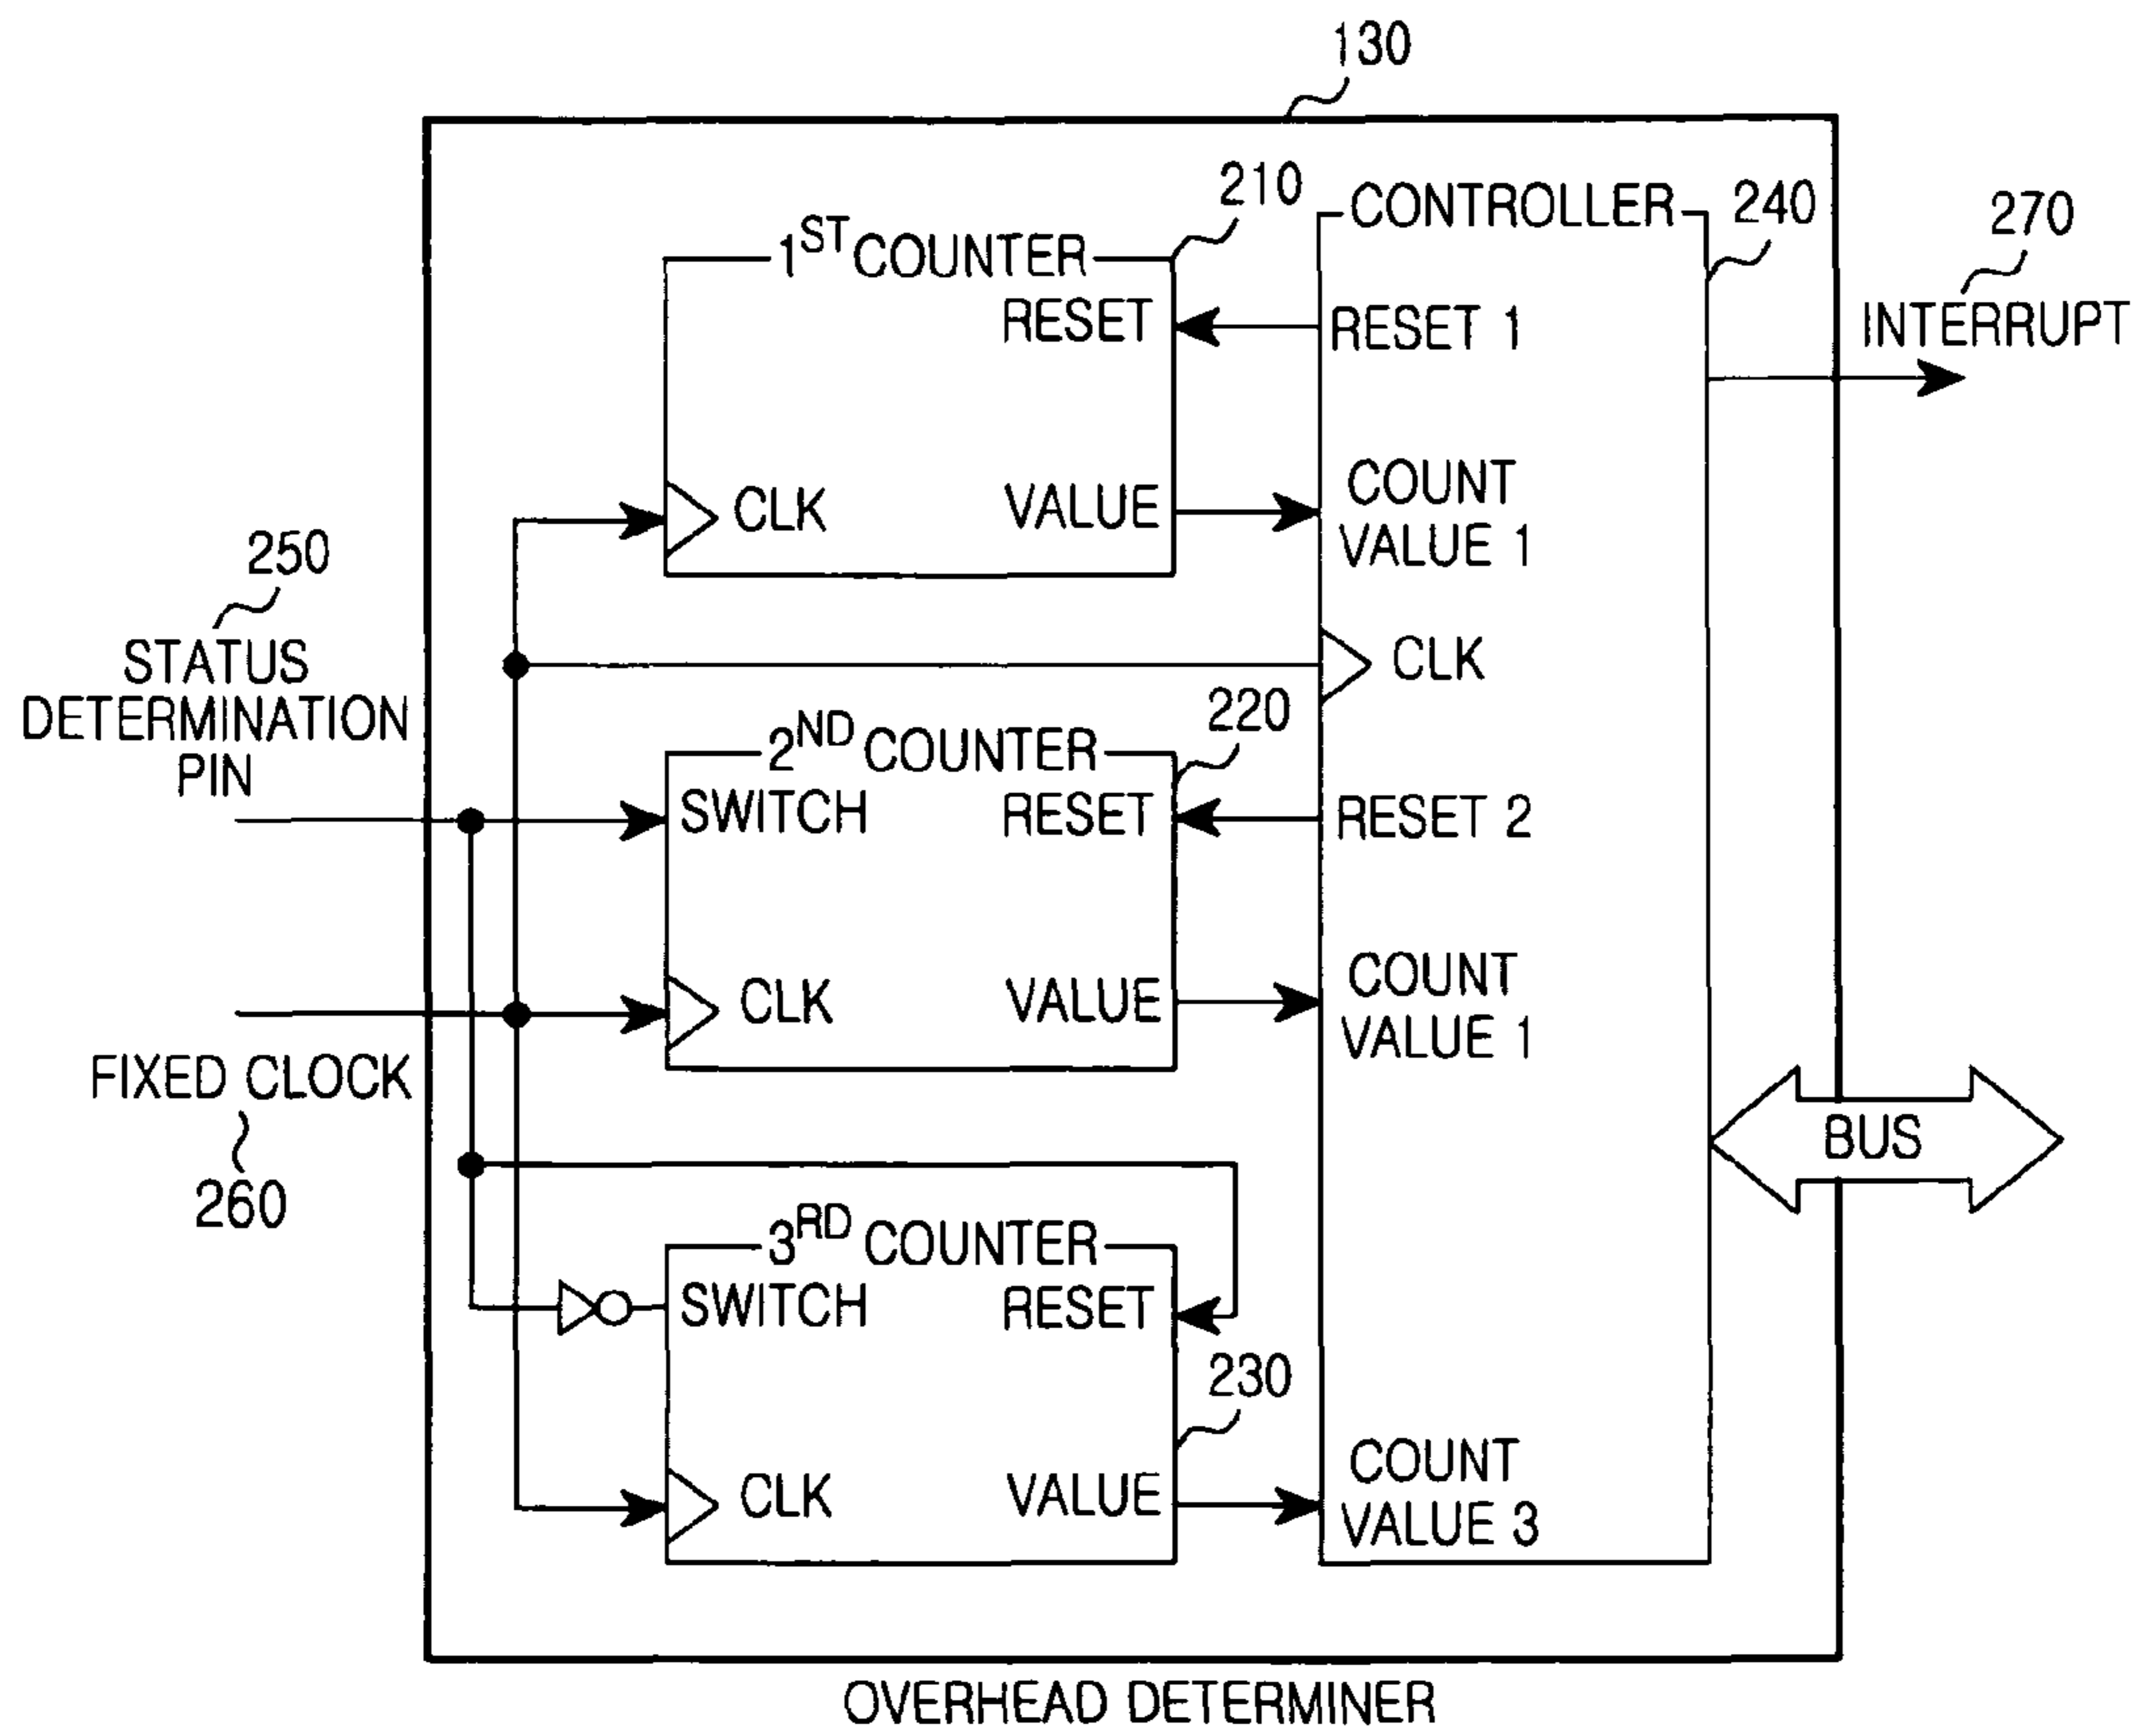 130
210
CONTROLLER
240
270
1ST COUNTER
RESET
RESET 1
INTERRUPT
CLK
VALUE
COUNT
VALUE 1
250
STATUS
DETERMINATION
PIN
CLK
220
2ND COUNTER
SWITCH
RESET
RESET 2
CLK
VALUE
COUNT
VALUE 1
FIXED CLOCK
260
BUS
3RD COUNTER
SWITCH
RESET
230
CLK
VALUE
COUNT
VALUE 3
OVERHEAD DETERMINER